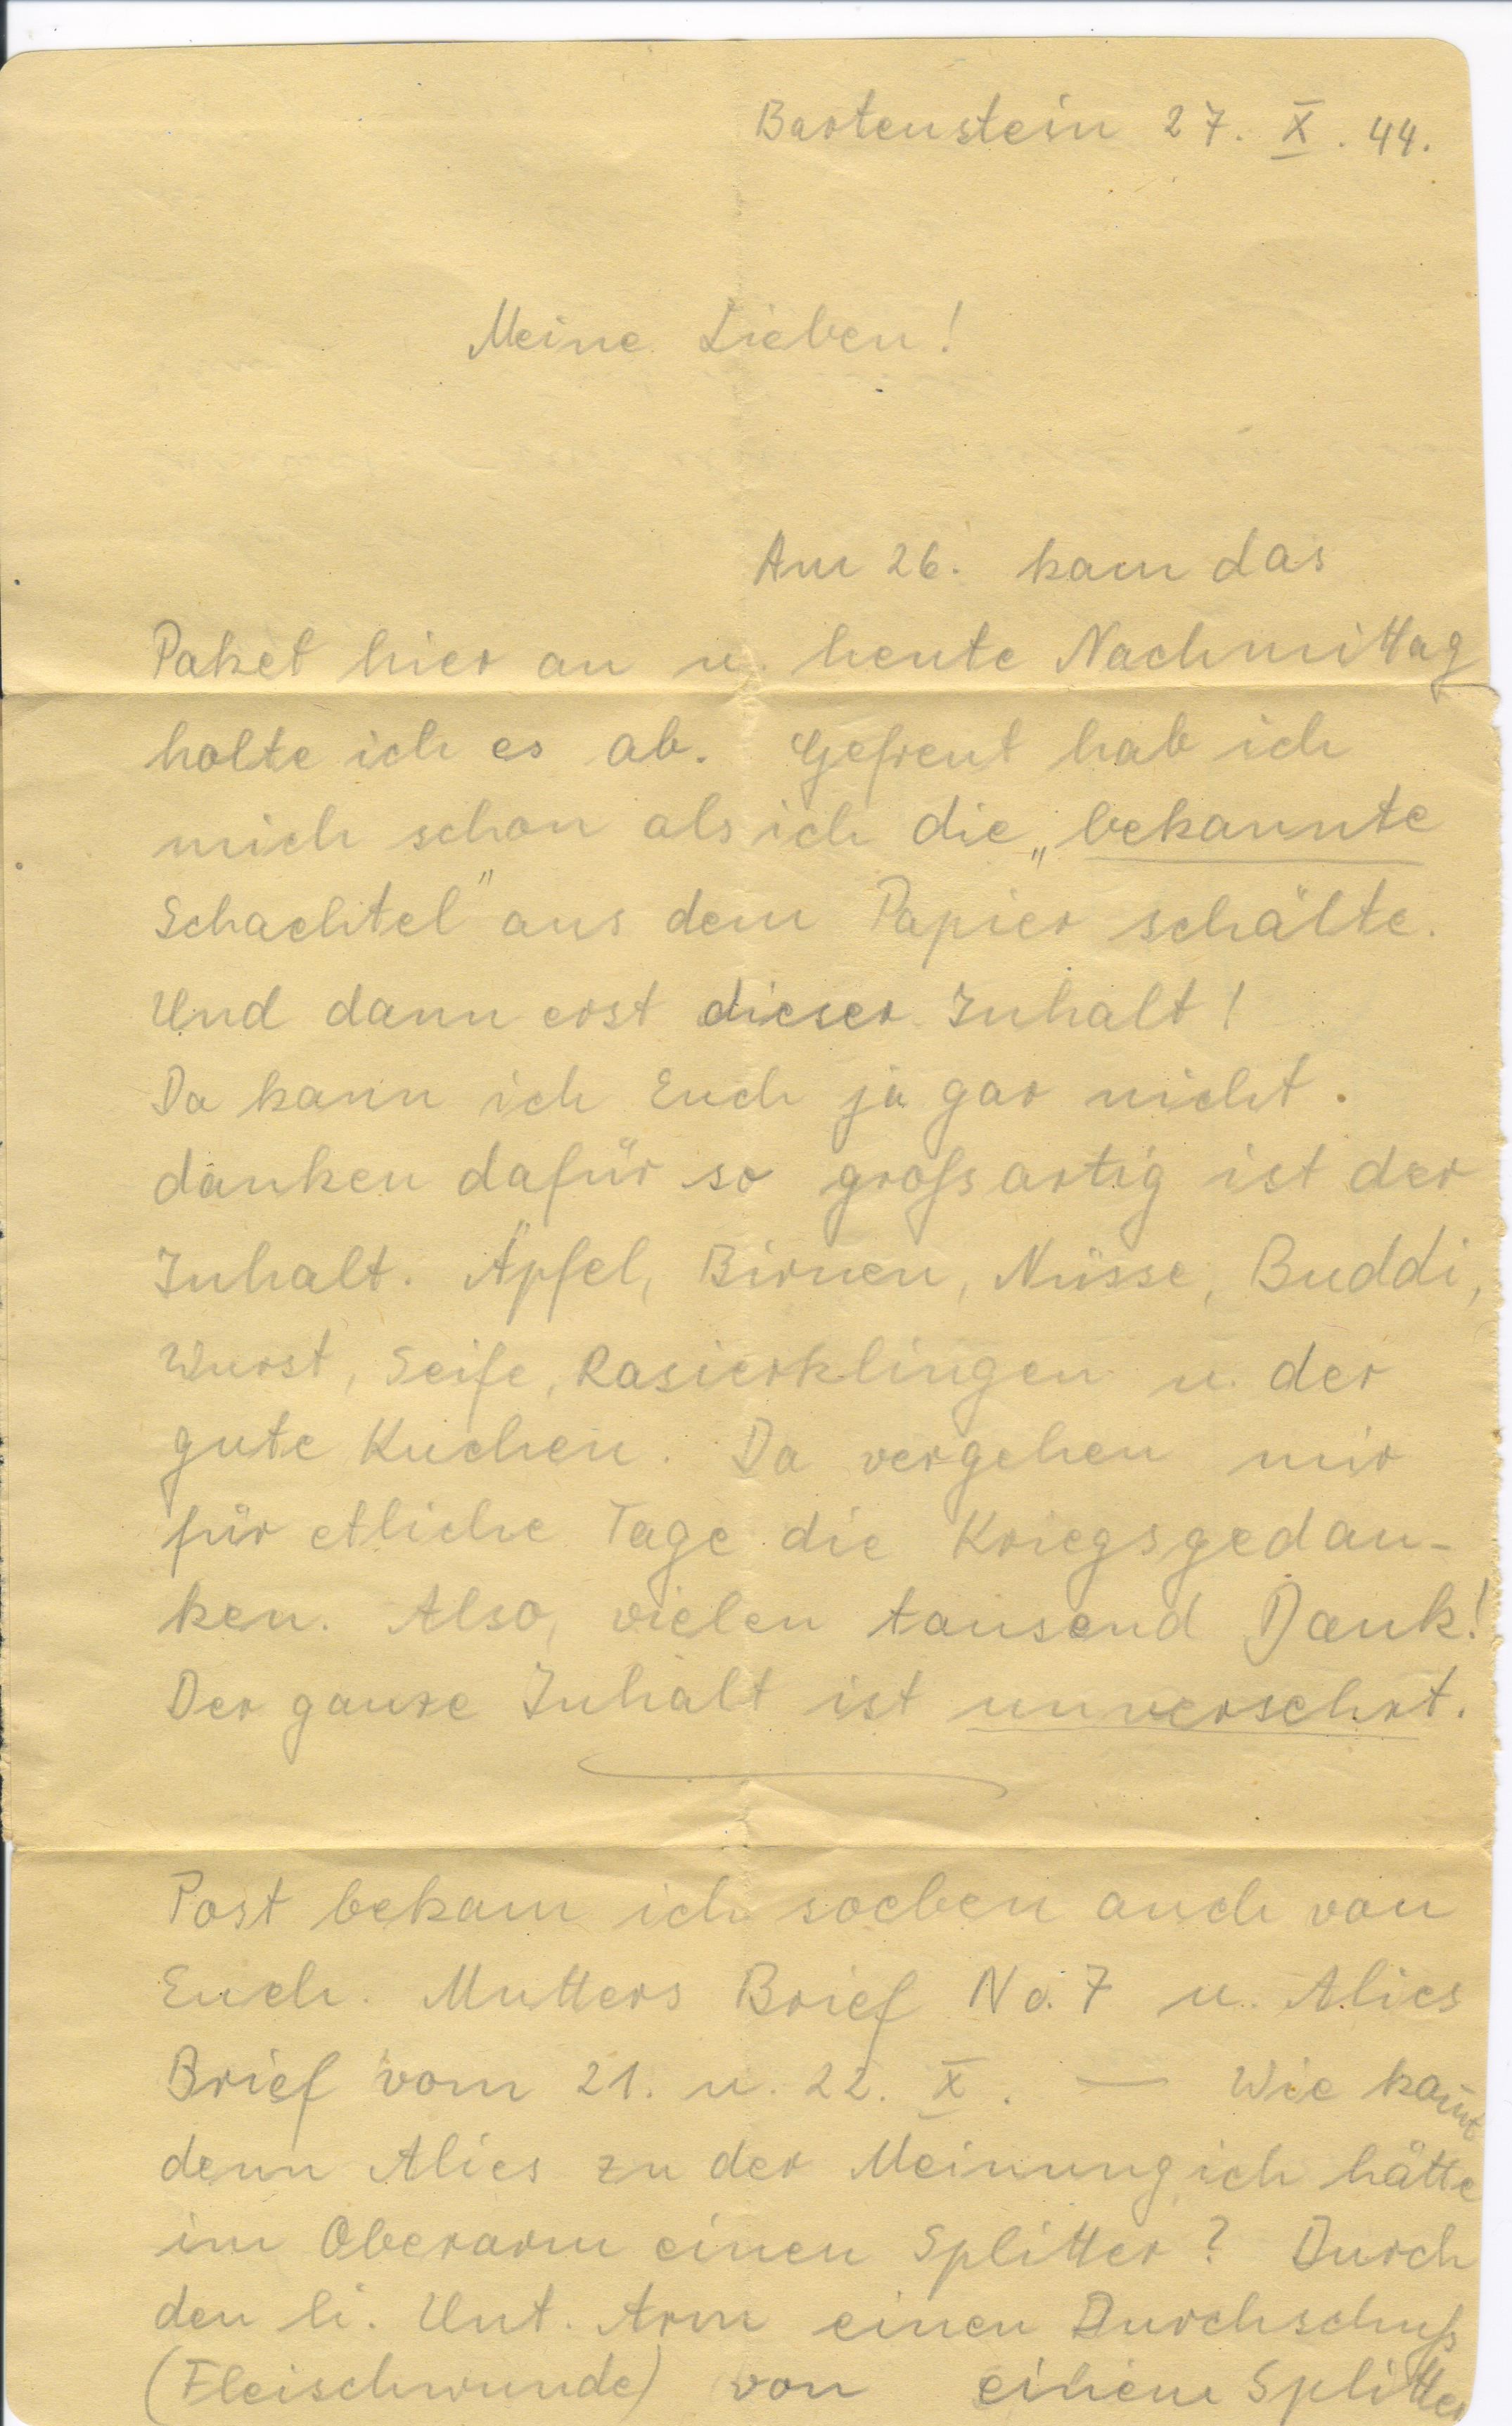 Bartenstein 27. X. 44.
Meine Lieben!
Am 26. kam das
Paket hier an u. heute Nachmittag
holte ich es ab. Gefreut hab ich
mich schon als ich die „bekannte
Schachtel" aus dem Papier schälte.
Und dann erst dieser Inhalt!
Da kann ich Euch ja gar nicht.
danken dafür so großartig ist der
Inhalt. Äpfel, Birnen, Nüsse, Buddi,
Wurst, Seife, Rasierklingen u. der
gute Kuchen. Da vergehen mir
für etliche Tage die Kriegsgedan-
ken. Also, vielen tausend Dank!
Der ganze Inhalt ist unversehrt.
Post bekam ich soeben auch von
Euch. Mutters Brief No. 7 u. Alies
Brief vom 21. u. 22. X. — Wie kom̄t
denn Alies zu der Meinung ich hätte
im Oberarm einen Splitter? Durch
den li. Unt. Arm einen Durchschuß
(Fleischwunde) von einem Splitter